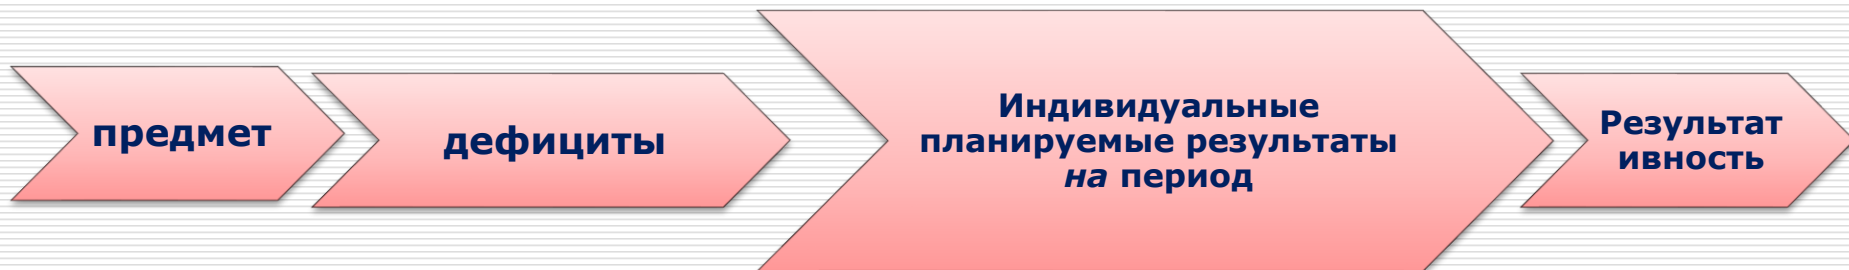 предмет
дефициты
Индивидуальные
планируемые результаты
на период
Результат
ивность